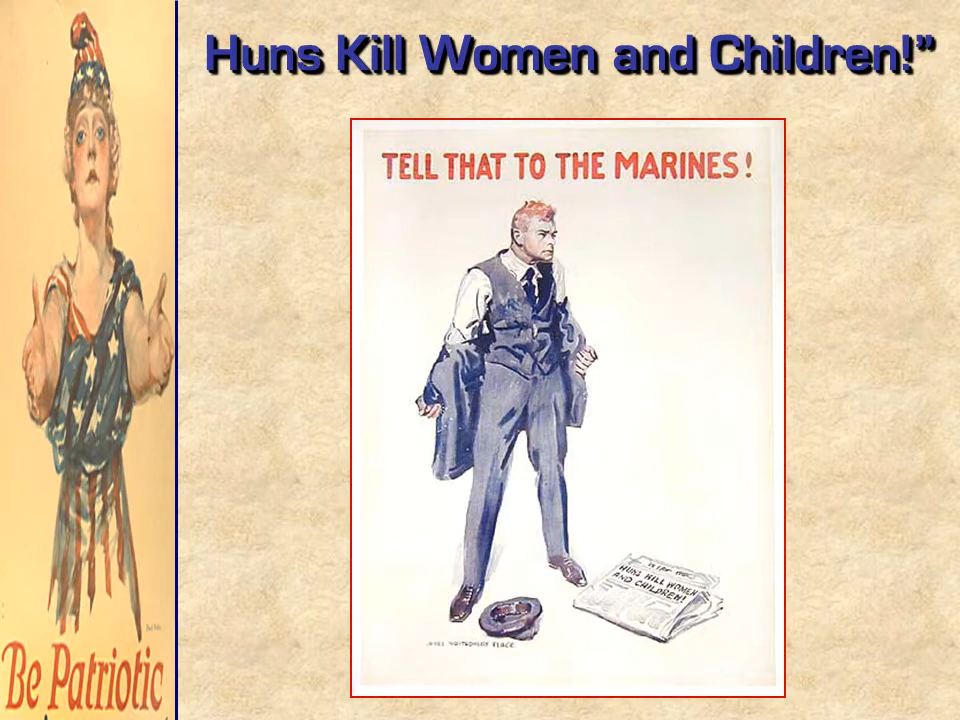 Huns Kill Women and Children!”
TELL THAT TO THE MARINES!
HUNS KILL WOMEN
AND CHILDREN!
JAMES MONTGOMERY FLAGG
Be Patriotic